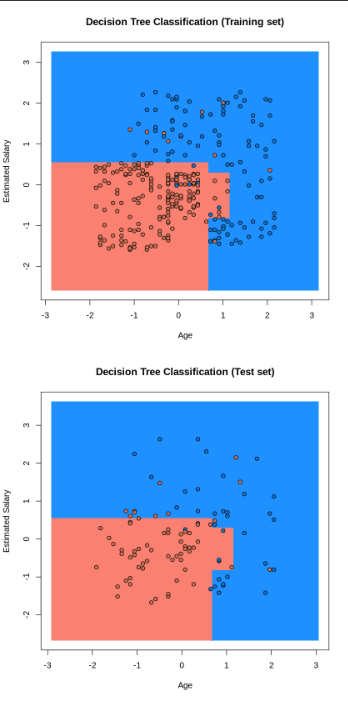 Decision Tree Classification (Training set)
Estimated Salary
3
2
1
0
-1
-2
-3 -2 -1 0 1 2 3
Age
Decision Tree Classification (Test set)
Estimated Salary
3
2
1
0
-1
-2
-3 -2 -1 0 1 2 3
Age